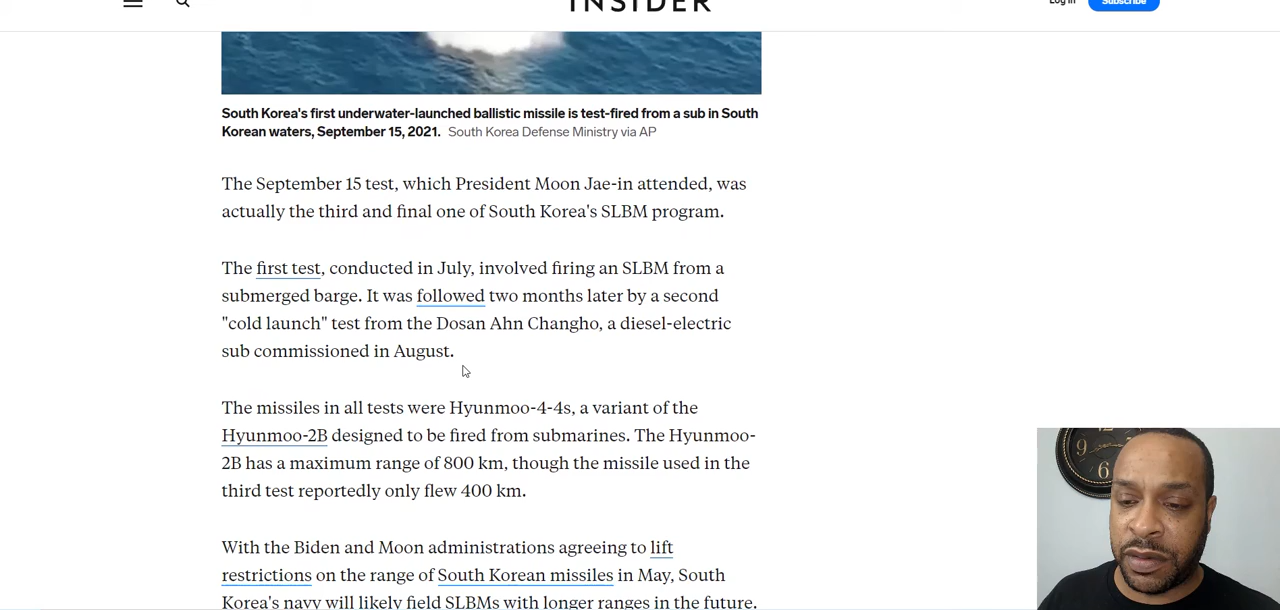 INSIDER
Log in
Subscribe
South Korea's first underwater-launched ballistic missile is test-fired from a sub in South
Korean waters, September 15, 2021. South Korea Defense Ministry via AP
The September 15 test, which President Moon Jae-in attended, was
actually the third and final one of South Korea's SLBM program.
The first test, conducted in July, involved firing an SLBM from a
submerged barge. It was followed two months later by a second
"cold launch" test from the Dosan Ahn Changho, a diesel-electric
sub commissioned in August.
The missiles in all tests were Hyunmoo-4-4s, a variant of the
Hyunmoo-2B designed to be fired from submarines. The Hyunmoo-
2B has a maximum range of 800 km, though the missile used in the
third test reportedly only flew 400 km.
With the Biden and Moon administrations agreeing to lift
restrictions on the range of South Korean missiles in May, South
Korea's navy will likely field SLBMs with longer ranges in the future.
12
9
6